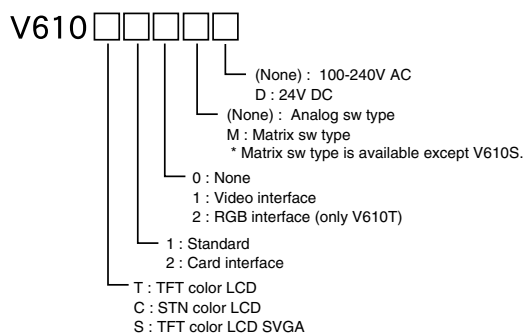 V610
(None) : 100-240V AC
D : 24V DC
(None) : Analog sw type
M : Matrix sw type
* Matrix sw type is available except V610S.
0 : None
1 : Video interface
2 : RGB interface (only V610T)
1 : Standard
2 : Card interface
T : TFT color LCD
C : STN color LCD
S : TFT color LCD SVGA